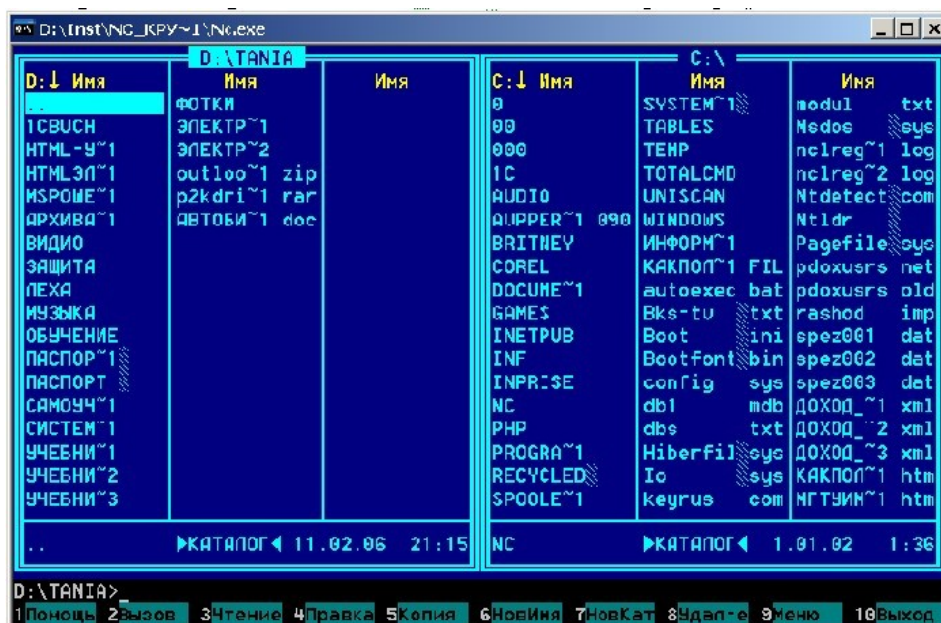 D:\Inst\NC_КРУ~1\Nc.exe
D:\TANIA
C:\
D:↓ Имя Имя Имя C:↓ Имя Имя Имя
.. ФОТКИ 0 SYSTEM~1░ modul txt
1CBUCH ЭЛЕКТР~1 00 TABLES Msdos ░sys
HTML-У~1 ЭЛЕКТР~2 000 TEMP nclreg~1 log
HTMLЭЛ~1 outloo~1 zip 1C TOTALCMD nclreg~2 log
MSPOWE~1 p2kdri~1 rar AUDIO UNISCAN Ntdetect░com
АРХИВА~1 АВТОБИ~1 doc AUPPER~1 090 WINDOWS Ntldr ░
ВИДИО BRITNEY ИНФОРМ~1 Pagefile░sys
ЗАЩИТА COREL КАКПОЛ~1 FIL pdoxusrs net
ЛЕХА DOCUME~1 autoexec bat pdoxusrs old
МУЗЫКА GAMES Bks-tu ░txt rashod imp
ОБУЧЕНИЕ INETPUB Boot ░ini spez001 dat
ПАСПОР~1░ INF Bootfont░bin spez002 dat
ПАСПОРТ ░ INPRISE config sys spez003 dat
САМОУЧ~1 NC db1 mdb ДОХОД_~1 xml
СИСТЕМ~1 PHP dbs txt ДОХОД_~2 xml
УЧЕБНИ~1 PROGRA~1 Hiberfil░sys ДОХОД_~3 xml
УЧЕБНИ~2 RECYCLED░ Io ░sys КАКПОЛ~1 htm
УЧЕБНИ~3 SPOOLE~1 keyrus com МГТУИМ~1 htm
.. ►КАТАЛОГ◄ 11.02.06 21:15 NC ►КАТАЛОГ◄ 1.01.02 1:36
D:\TANIA>_
1Помощь 2Вызов 3Чтение 4Правка 5Копия 6НовИмя 7НовКат 8Удал-е 9Меню 10Выход